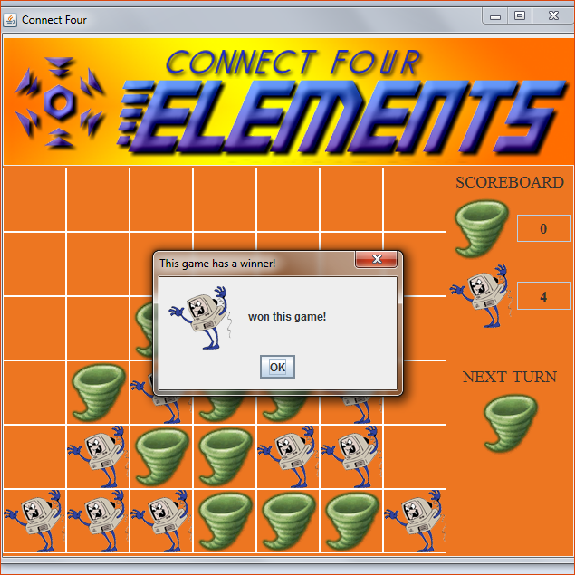 Connect Four
CONNECT FOUR
ELEMENTS
SCOREBOARD
0
4
This game has a winner!
won this game!
OK
NEXT TURN